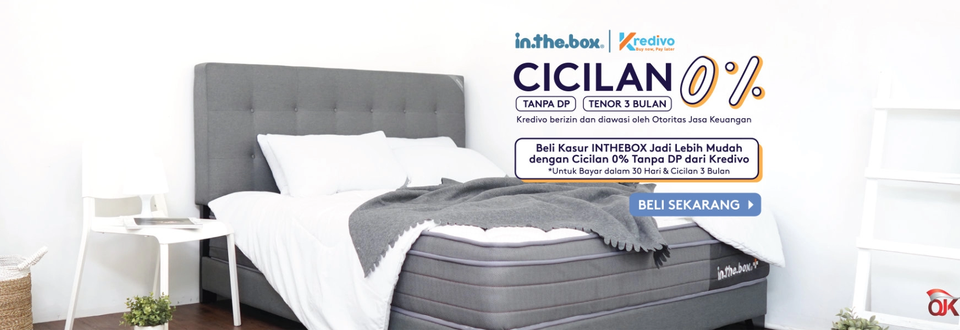 in.the.box®
Kredivo
Buy now, Pay later
CICILAN 0%
TANPA DP
TENOR 3 BULAN
Kredivo berizin dan diawasi oleh Otoritas Jasa Keuangan
Beli Kasur INTHEBOX Jadi Lebih Mudah
dengan Cicilan 0% Tanpa DP dari Kredivo
*Untuk Bayar dalam 30 Hari & Cicilan 3 Bulan
BELI SEKARANG
in.the.box
OJK